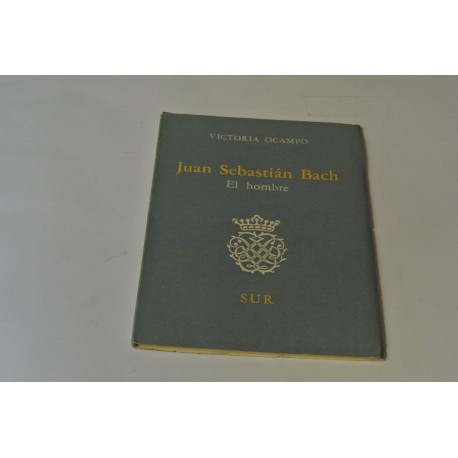 VICTORIA OCAMPO
Juan Sebastián Bach
El hombre
SUR